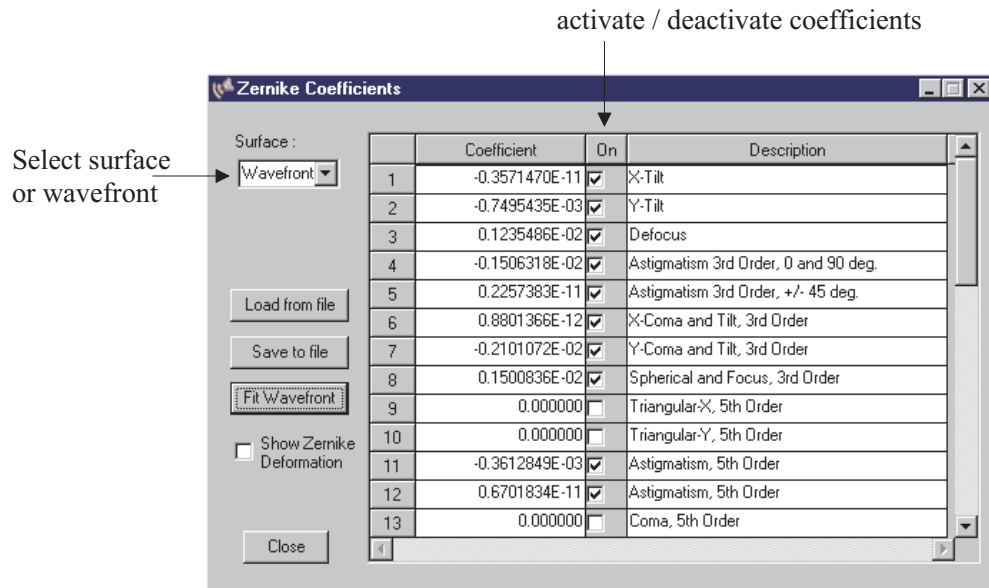 activate / deactivate coefficients
Zernike Coefficients
Select surface
or wavefront
Surface :
Wavefront
Load from file
Save to file
Fit Wavefront
Show Zernike
Deformation
Close
Coefficient On Description
1 -0.3571470E-11 X-Tilt
2 -0.7495435E-03 Y-Tilt
3 0.1235486E-02 Defocus
4 -0.1506318E-02 Astigmatism 3rd Order, 0 and 90 deg.
5 0.2257383E-11 Astigmatism 3rd Order, +/- 45 deg.
6 0.8801366E-12 X-Coma and Tilt, 3rd Order
7 -0.2101072E-02 Y-Coma and Tilt, 3rd Order
8 0.1500836E-02 Spherical and Focus, 3rd Order
9 0.000000 Triangular-X, 5th Order
10 0.000000 Triangular-Y, 5th Order
11 -0.3612849E-03 Astigmatism, 5th Order
12 0.6701834E-11 Astigmatism, 5th Order
13 0.000000 Coma, 5th Order